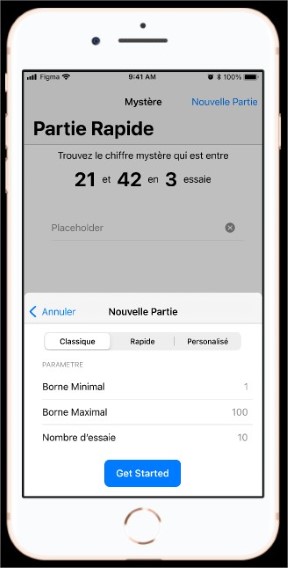 Figma 9:41 AM 100%
Mystère Nouvelle Partie
Partie Rapide
Trouvez le chiffre mystère qui est entre
21 et 42 en 3 essaie
Placeholder
Annuler Nouvelle Partie
Classique Rapide Personalisé
PARAMETRE
Borne Minimal 1
Borne Maximal 100
Nombre d'essaie 10
Get Started